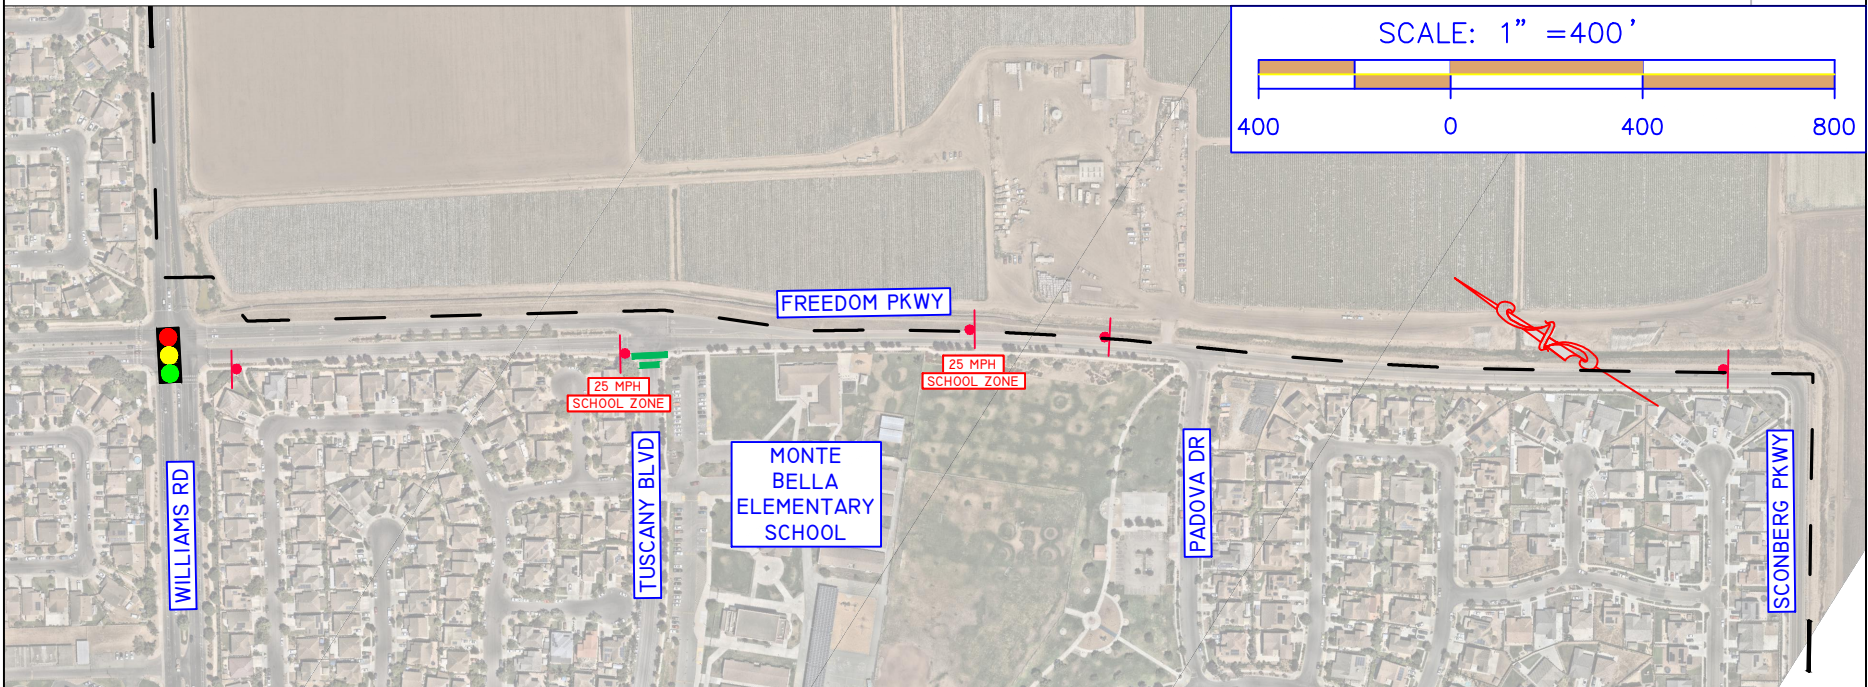 SCALE: 1" =400'
400 0 400 800
FREEDOM PKWY
25 MPH
SCHOOL ZONE
25 MPH
SCHOOL ZONE
MONTE
BELLA
ELEMENTARY
SCHOOL
WILLIAMS RD
TUSCANY BLVD
PADOVA DR
SCONBERG PKWY
N